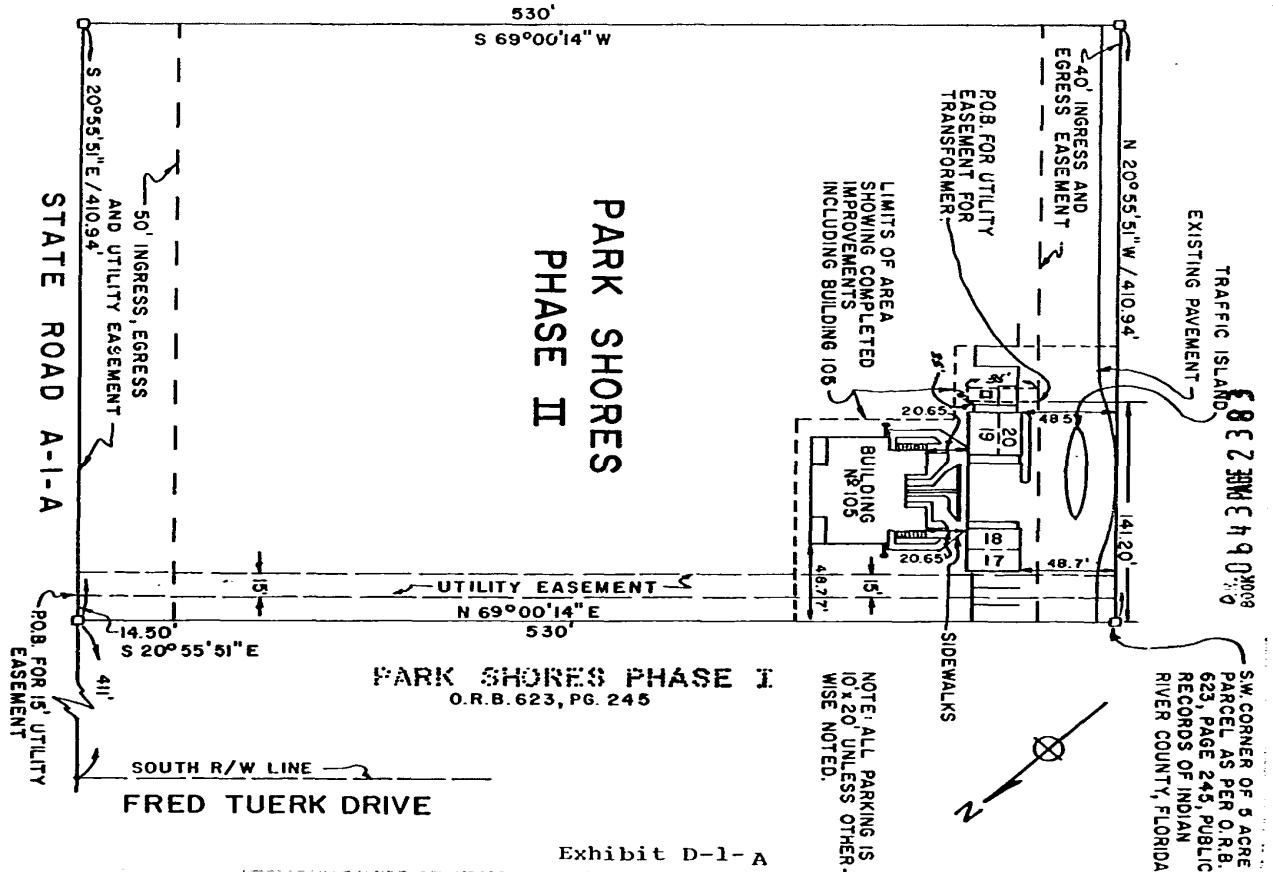 530'
S 69°00'14" W
40' INGRESS AND
EGRESS EASEMENT
N 20°55'51" W / 410.94'
TRAFFIC ISLAND
EXISTING PAVEMENT
P.O.B. FOR UTILITY
EASEMENT FOR
TRANSFORMER.
LIMITS OF AREA
SHOWING COMPLETED
IMPROVEMENTS
INCLUDING BUILDING 105
S 20°55'51" E / 410.94'
50' INGRESS, EGRESS
AND UTILITY EASEMENT
STATE ROAD A-1-A
PARK SHORES
PHASE II
20.65'
48.5'
20
19
BUILDING
Nº 105
18
17
20.65'
48.7'
141.20'
48.77'
15'
15'
UTILITY EASEMENT
N 69°00'14" E
530'
14.50'
S 20°55'51" E
411'
P.O.B. FOR 15' UTILITY
EASEMENT
PARK SHORES PHASE I
O.R.B. 623, PG. 245
SIDEWALKS
NOTE: ALL PARKING IS
10' x 20' UNLESS OTHER-
WISE NOTED.
S.W. CORNER OF 5 ACRE
PARCEL AS PER O.R.B.
623, PAGE 245, PUBLIC
RECORDS OF INDIAN
RIVER COUNTY, FLORIDA
SOUTH R/W LINE
FRED TUERK DRIVE
N
Exhibit D-1-A